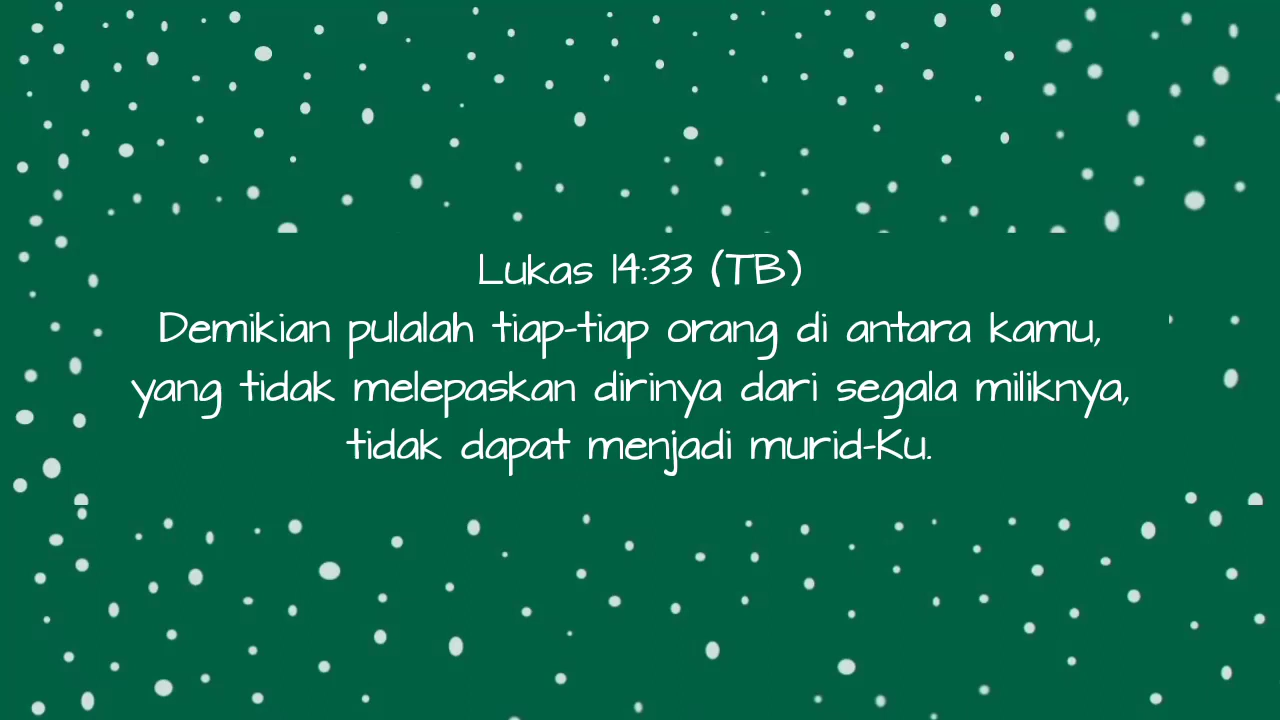 Lukas 14:33 (TB)
Demikian pulalah tiap-tiap orang di antara kamu,
yang tidak melepaskan dirinya dari segala miliknya,
tidak dapat menjadi murid-Ku.